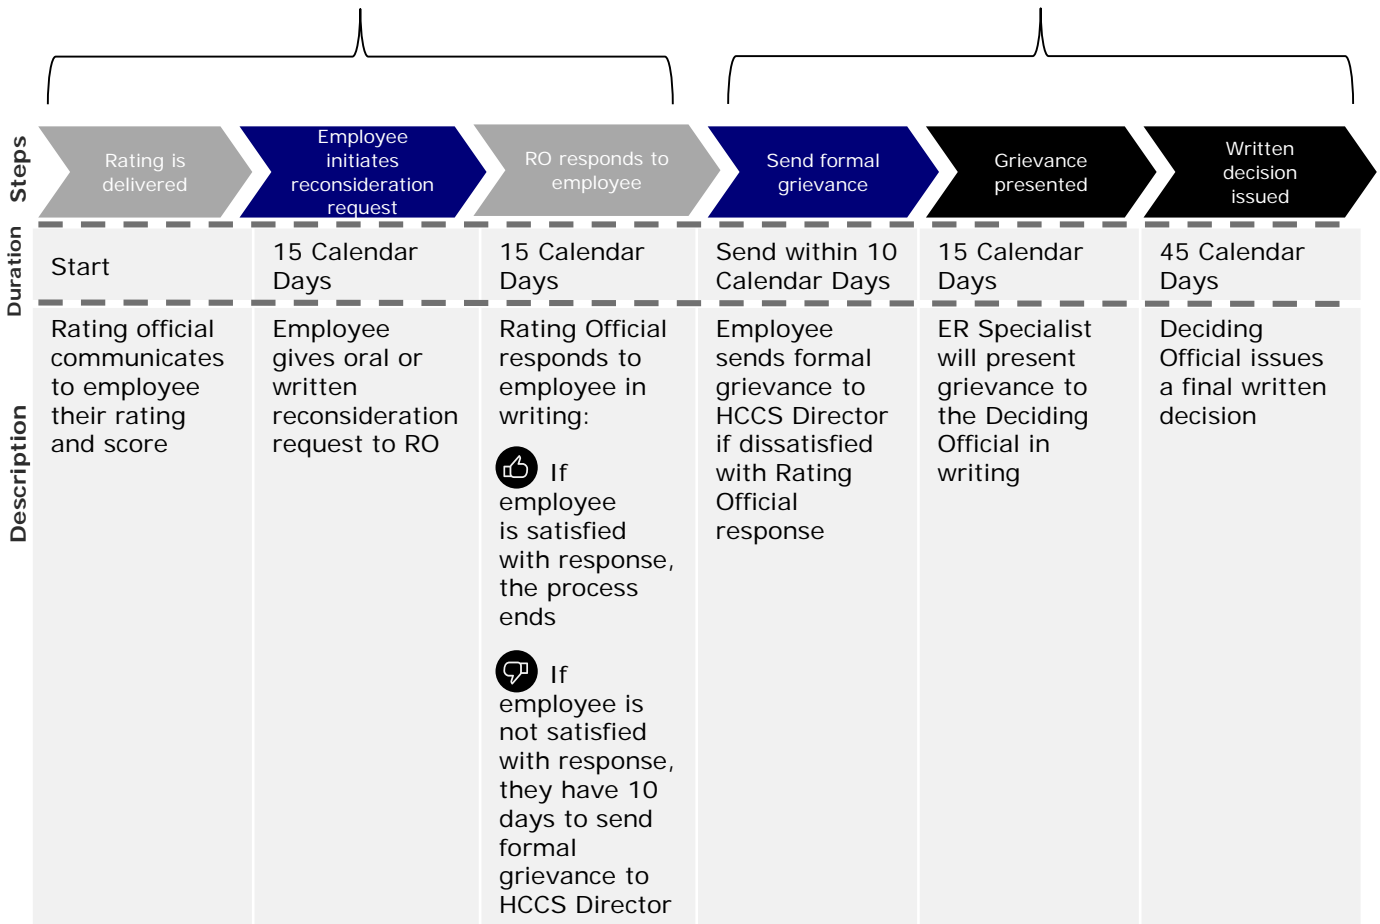 Steps
Rating is
delivered
Employee
initiates
reconsideration
request
RO responds to
employee
Send formal
grievance
Grievance
presented
Written
decision
issued
Duration
Start
15 Calendar
Days
15 Calendar
Days
Send within 10
Calendar Days
15 Calendar
Days
45 Calendar
Days
Description
Rating official
communicates
to employee
their rating
and score
Employee
gives oral or
written
reconsideration
request to RO
Rating Official
responds to
employee in
writing:
If
employee
is satisfied
with response,
the process
ends
If
employee is
not satisfied
with response,
they have 10
days to send
formal
grievance to
HCCS Director
Employee
sends formal
grievance to
HCCS Director
if dissatisfied
with Rating
Official
response
ER Specialist
will present
grievance to
the Deciding
Official in
writing
Deciding
Official issues
a final written
decision